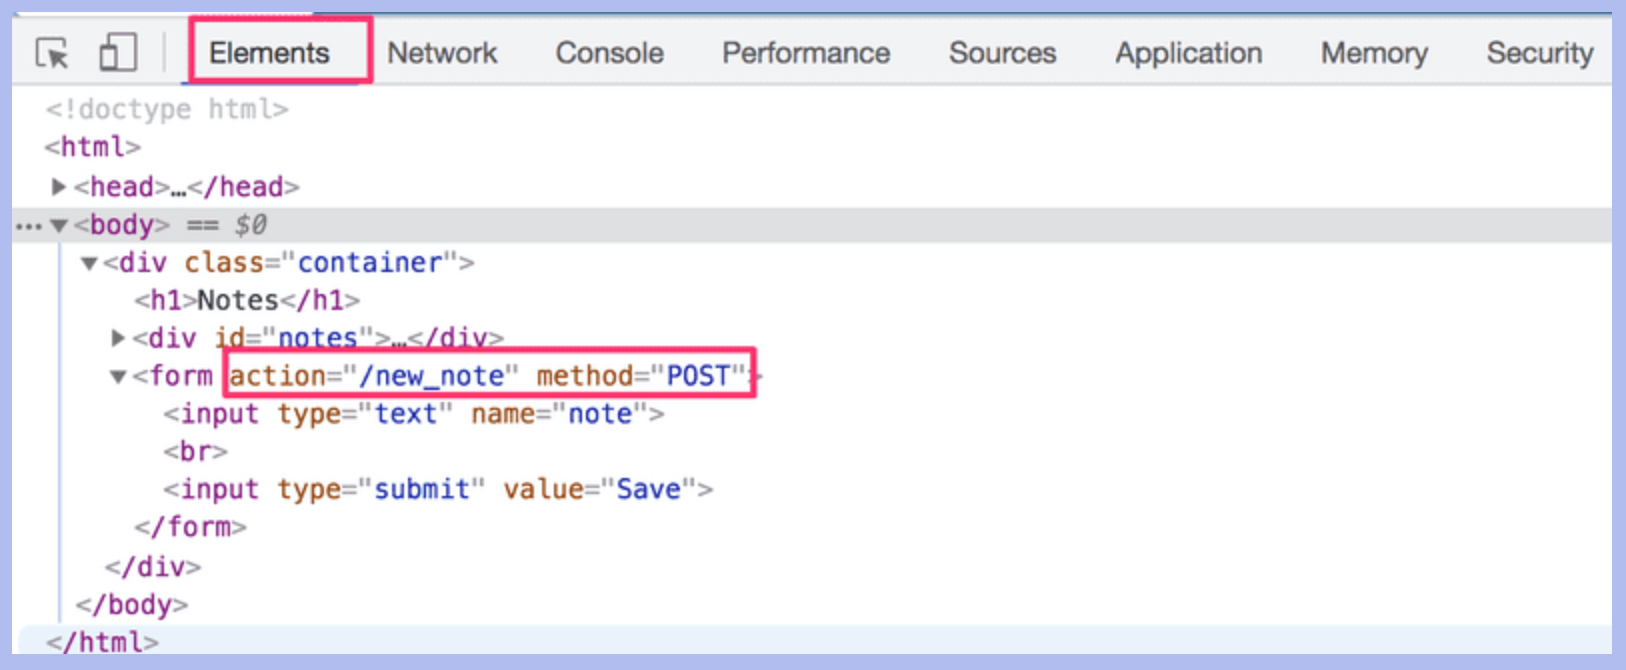 Elements Network Console Performance Sources Application Memory Security
<!doctype html>
<html>
<head>…</head>
<body> == $0
<div class="container">
<h1>Notes</h1>
<div id="notes">…</div>
<form action="/new_note" method="POST">
<input type="text" name="note">
<br>
<input type="submit" value="Save">
</form>
</div>
</body>
</html>